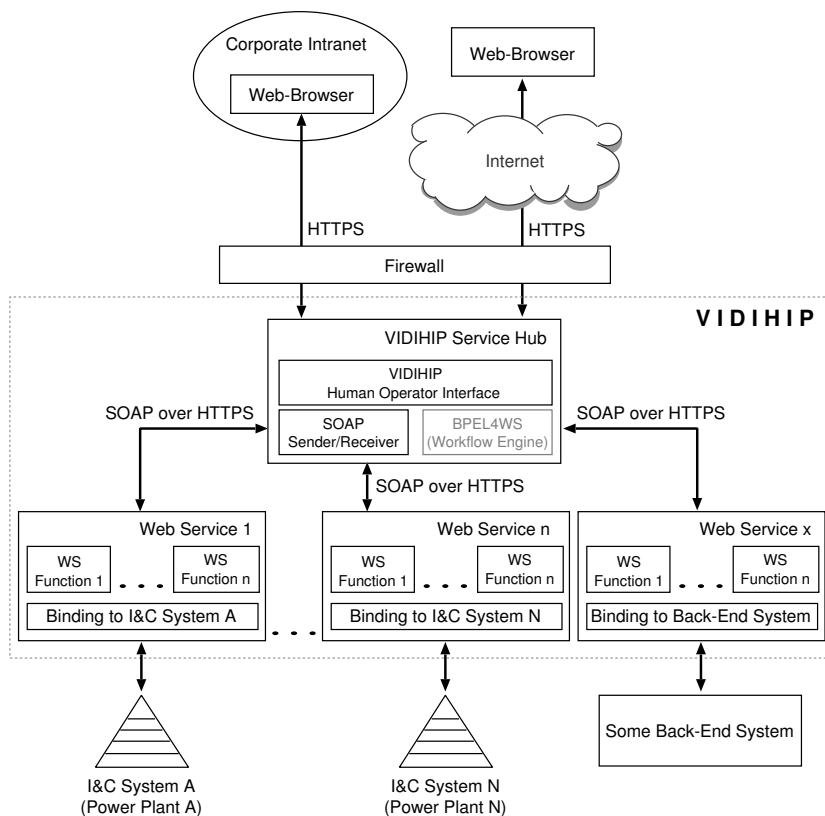 Corporate Intranet
Web-Browser
Web-Browser
Internet
HTTPS
HTTPS
Firewall
V I D I H I P
VIDIHIP Service Hub
VIDIHIP
Human Operator Interface
SOAP
Sender/Receiver
BPEL4WS
(Workflow Engine)
SOAP over HTTPS
SOAP over HTTPS
SOAP over HTTPS
Web Service 1
WS
Function 1
. . .
WS
Function n
Binding to I&C System A
. . .
Web Service n
WS
Function 1
. . .
WS
Function n
Binding to I&C System N
Web Service x
WS
Function 1
. . .
WS
Function n
Binding to Back-End System
I&C System A
(Power Plant A)
I&C System N
(Power Plant N)
Some Back-End System